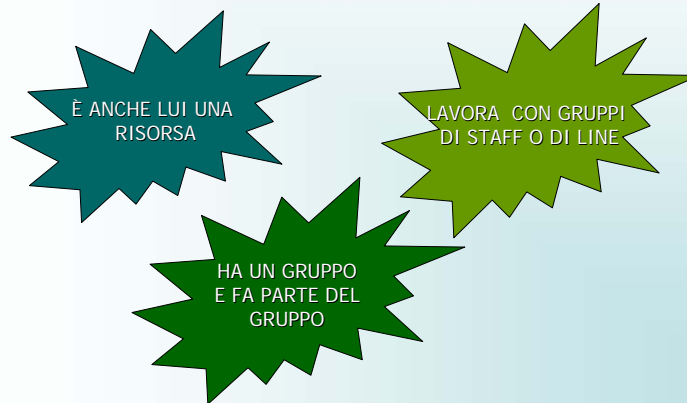 È ANCHE LUI UNA
RISORSA
LAVORA CON GRUPPI
DI STAFF O DI LINE
HA UN GRUPPO
E FA PARTE DEL
GRUPPO